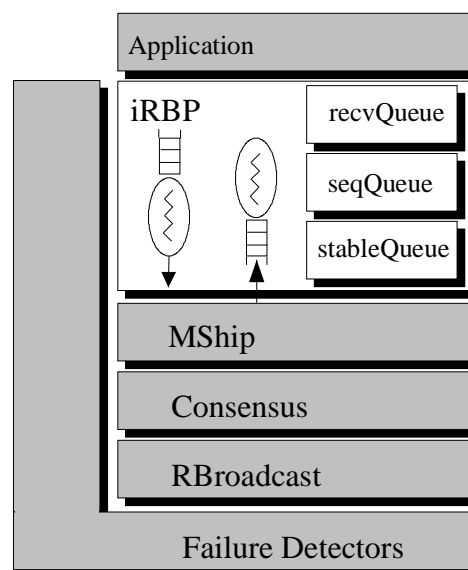 Application
iRBP
recvQueue
seqQueue
stableQueue
MShip
Consensus
RBroadcast
Failure Detectors